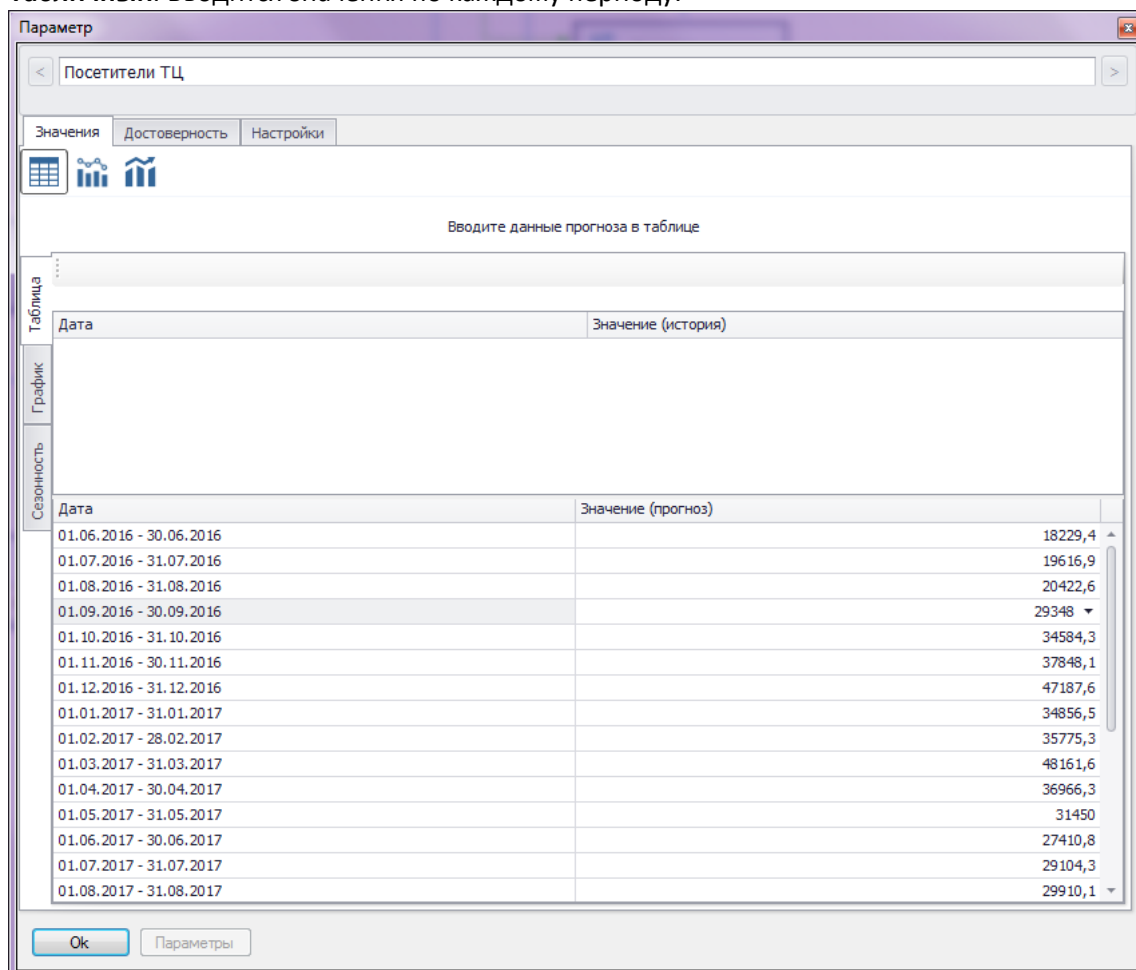 Табличный. Вводятся значения по каждому периоду.
Параметр
< Посетители ТЦ >
Значения Достоверность Настройки
Вводите данные прогноза в таблице
Таблица
График
Сезонность
Дата Значение (история)
Дата Значение (прогноз)
01.06.2016 - 30.06.2016 18229,4
01.07.2016 - 31.07.2016 19616,9
01.08.2016 - 31.08.2016 20422,6
01.09.2016 - 30.09.2016 29348
01.10.2016 - 31.10.2016 34584,3
01.11.2016 - 30.11.2016 37848,1
01.12.2016 - 31.12.2016 47187,6
01.01.2017 - 31.01.2017 34856,5
01.02.2017 - 28.02.2017 35775,3
01.03.2017 - 31.03.2017 48161,6
01.04.2017 - 30.04.2017 36966,3
01.05.2017 - 31.05.2017 31450
01.06.2017 - 30.06.2017 27410,8
01.07.2017 - 31.07.2017 29104,3
01.08.2017 - 31.08.2017 29910,1
Ok Параметры